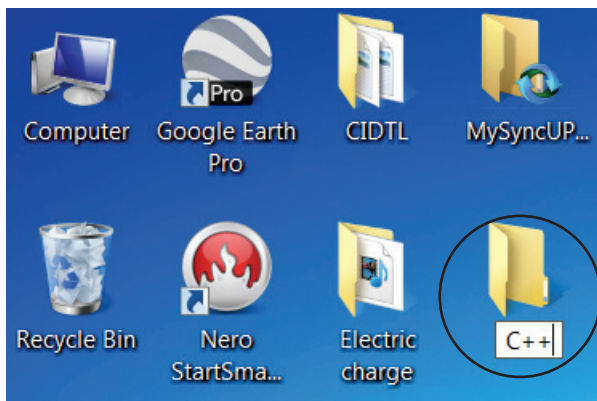 Pro
Computer
Google Earth
Pro
CIDTL
MySyncUP...
Recycle Bin
Nero
StartSma...
Electric
charge
C++